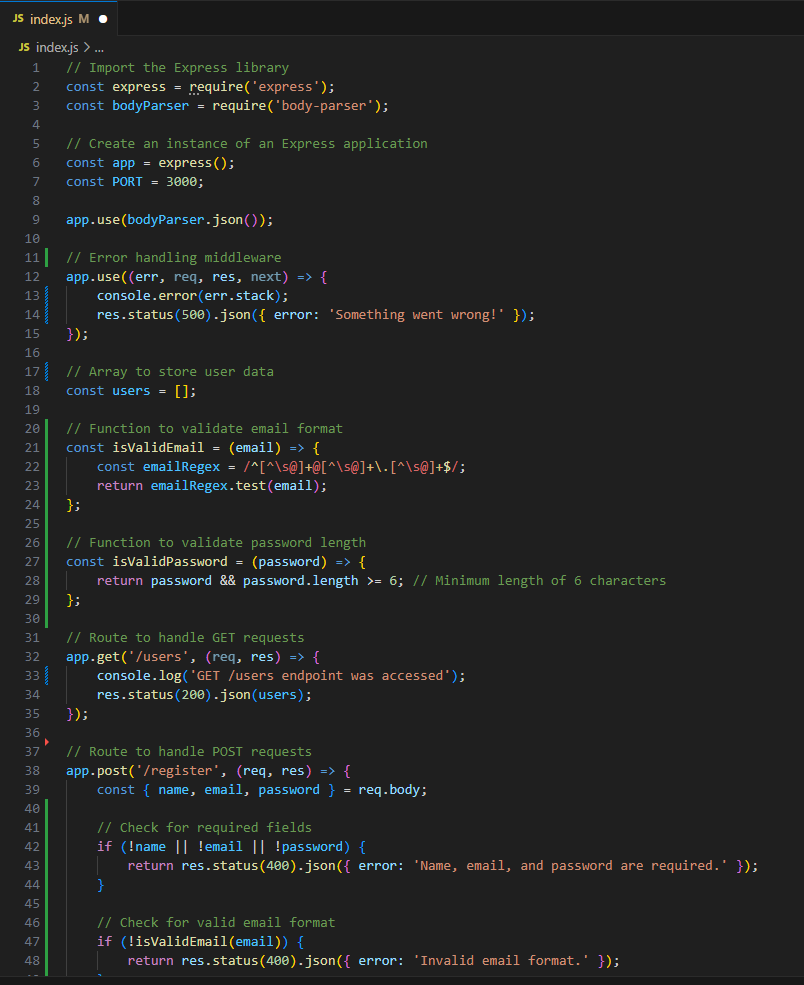 JS index.js M ●
JS index.js > ...
1 // Import the Express library
2 const express = require('express');
3 const bodyParser = require('body-parser');
4
5 // Create an instance of an Express application
6 const app = express();
7 const PORT = 3000;
8
9 app.use(bodyParser.json());
10
11 // Error handling middleware
12 app.use((err, req, res, next) => {
13     console.error(err.stack);
14     res.status(500).json({ error: 'Something went wrong!' });
15 });
16
17 // Array to store user data
18 const users = [];
19
20 // Function to validate email format
21 const isValidEmail = (email) => {
22     const emailRegex = /^[^\s@]+@[^\s@]+\.[^\s@]+$/;
23     return emailRegex.test(email);
24 };
25
26 // Function to validate password length
27 const isValidPassword = (password) => {
28     return password && password.length >= 6; // Minimum length of 6 characters
29 };
30
31 // Route to handle GET requests
32 app.get('/users', (req, res) => {
33     console.log('GET /users endpoint was accessed');
34     res.status(200).json(users);
35 });
36
37 // Route to handle POST requests
38 app.post('/register', (req, res) => {
39     const { name, email, password } = req.body;
40
41     // Check for required fields
42     if (!name || !email || !password) {
43         return res.status(400).json({ error: 'Name, email, and password are required.' });
44     }
45
46     // Check for valid email format
47     if (!isValidEmail(email)) {
48         return res.status(400).json({ error: 'Invalid email format.' });